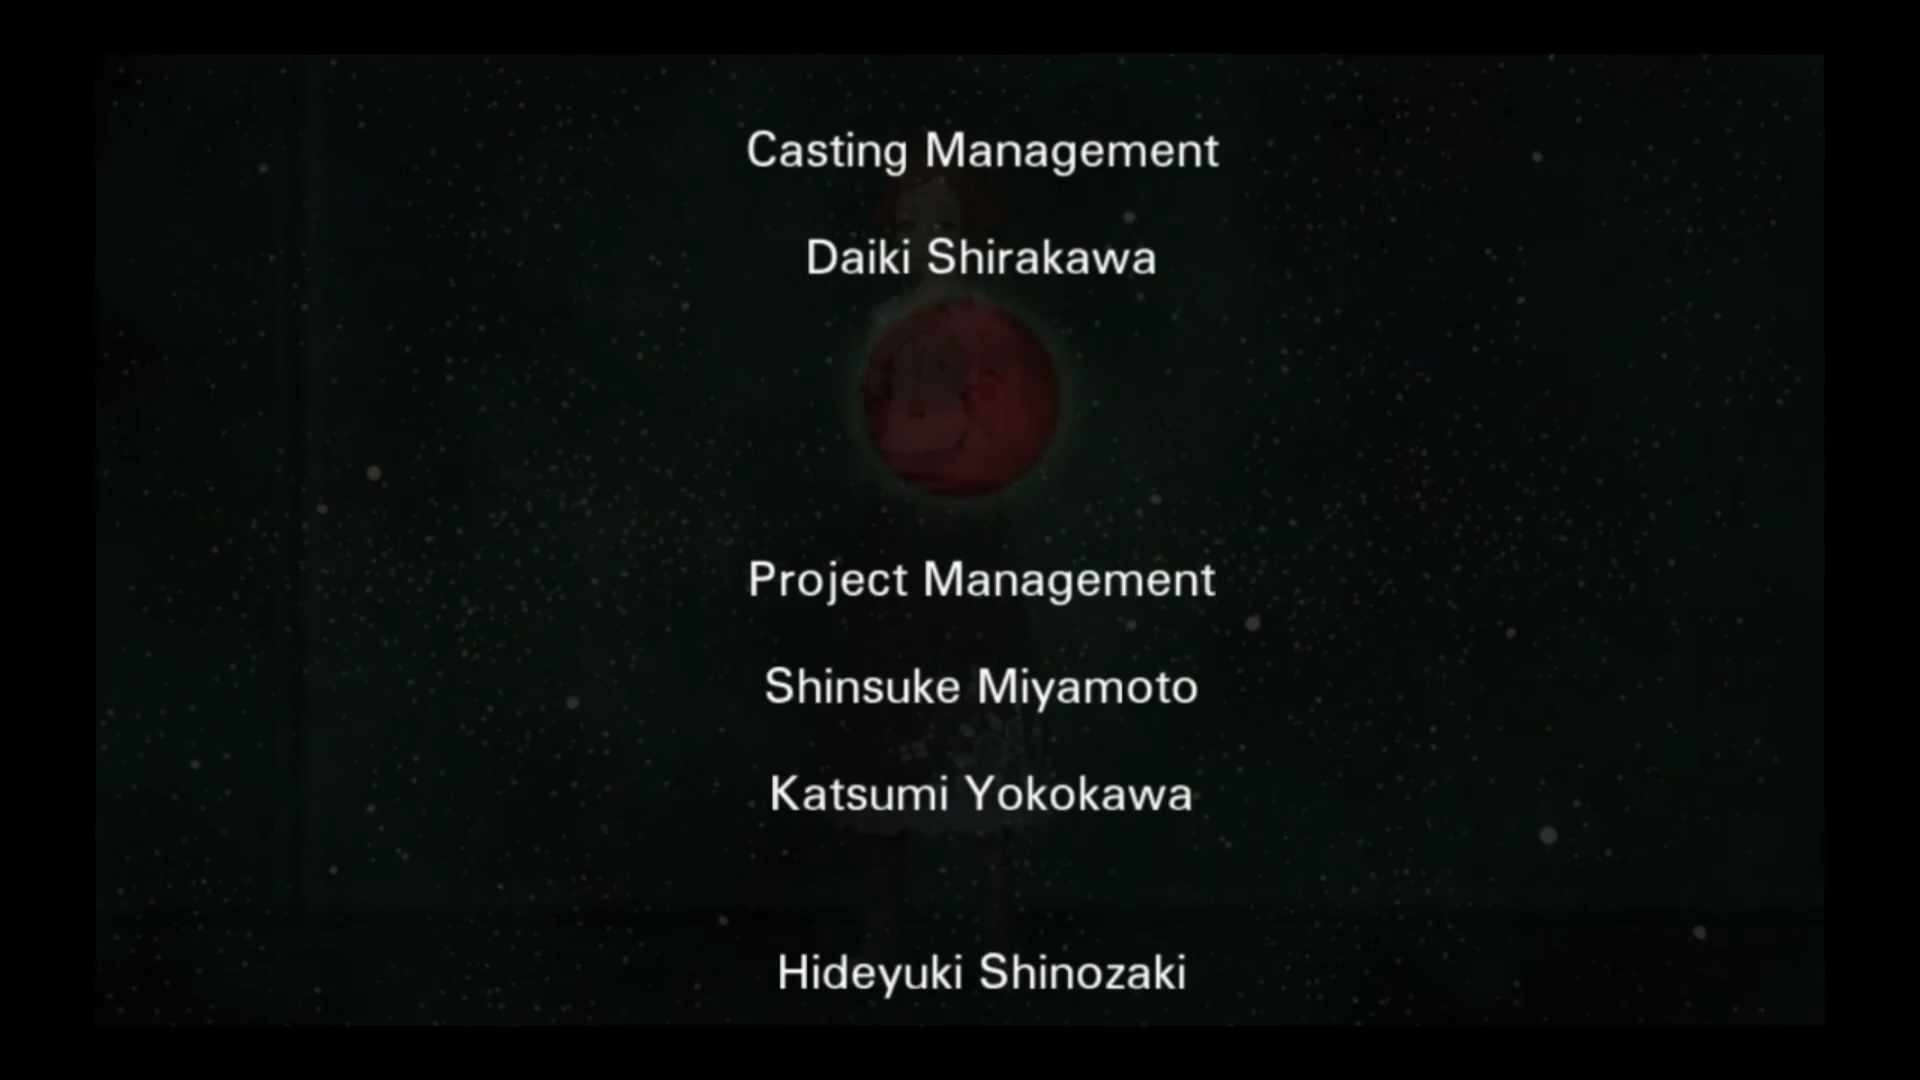 Casting Management
Daiki Shirakawa
Project Management
Shinsuke Miyamoto
Katsumi Yokokawa
Hideyuki Shinozaki